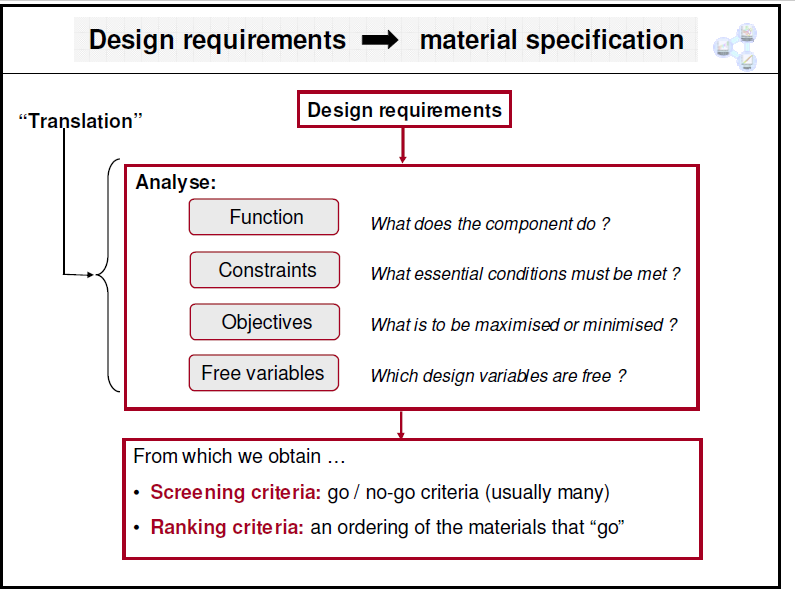 Design requirements ➡ material specification
"Translation"
Design requirements
Analyse:
Function
What does the component do ?
Constraints
What essential conditions must be met ?
Objectives
What is to be maximised or minimised ?
Free variables
Which design variables are free ?
From which we obtain …
• Screening criteria: go / no-go criteria (usually many)
• Ranking criteria: an ordering of the materials that "go"